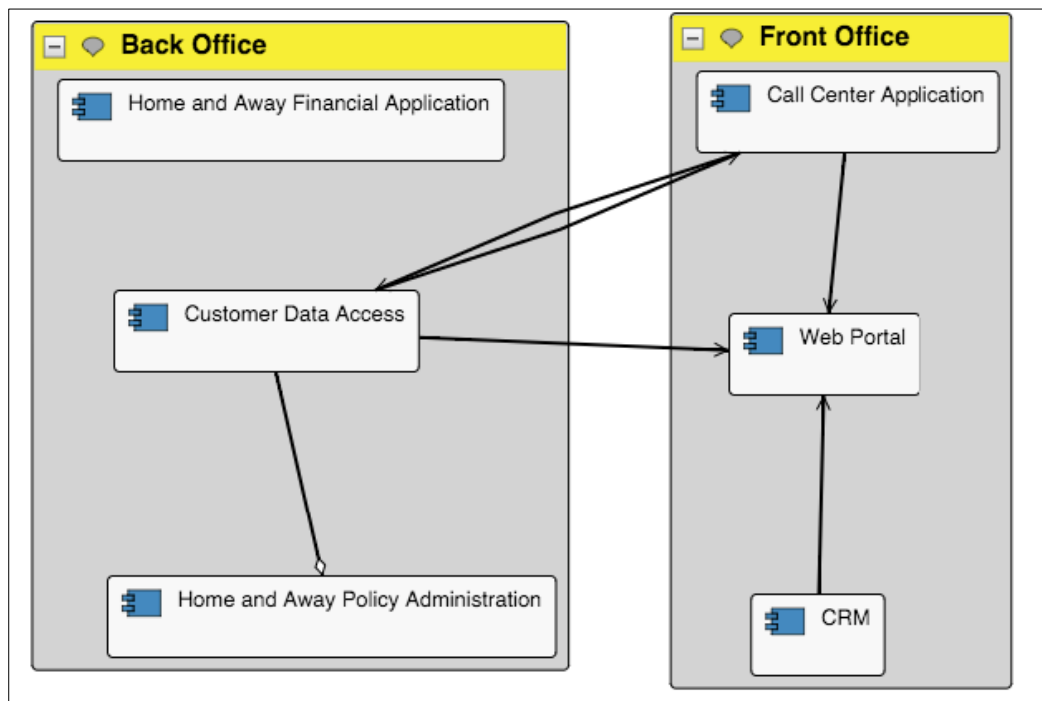 Back Office
Home and Away Financial Application
Customer Data Access
Home and Away Policy Administration
Front Office
Call Center Application
Web Portal
CRM